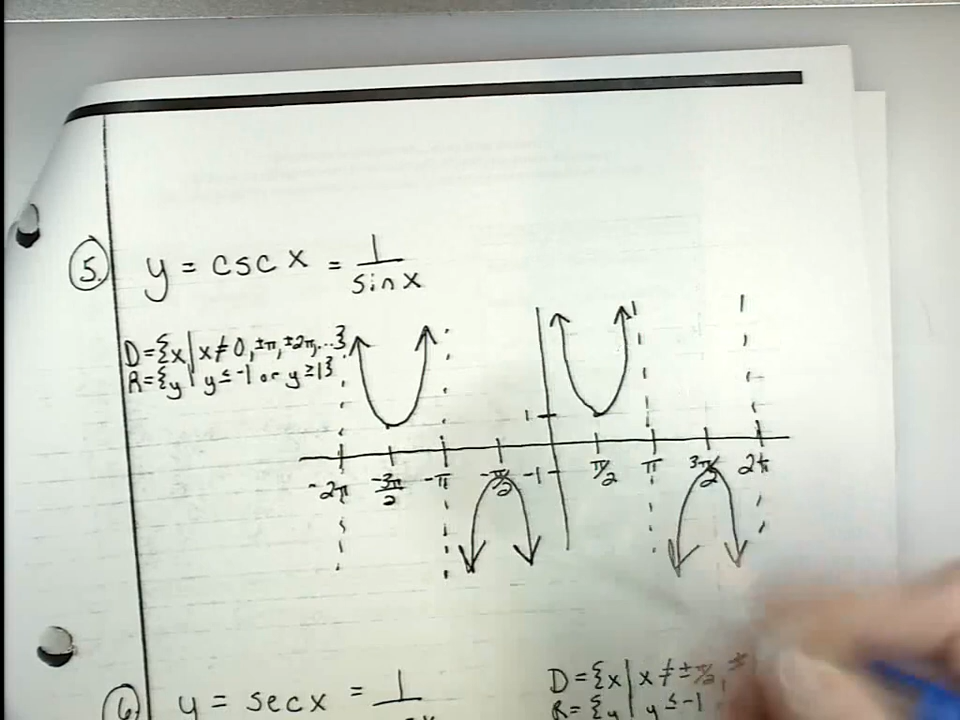 5. y = csc x = 1/sin x
D = {x | x ≠ 0, ±π, ±2π, ...}
R = {y | y ≤ -1 or y ≥ 1}
1
-2π -3π/2 -π -π/2 -1 π/2 π 3π/2 2π
6. y = sec x = 1/
D = {x | x ≠ ±π/2, ±
R = {y | y ≤ -1